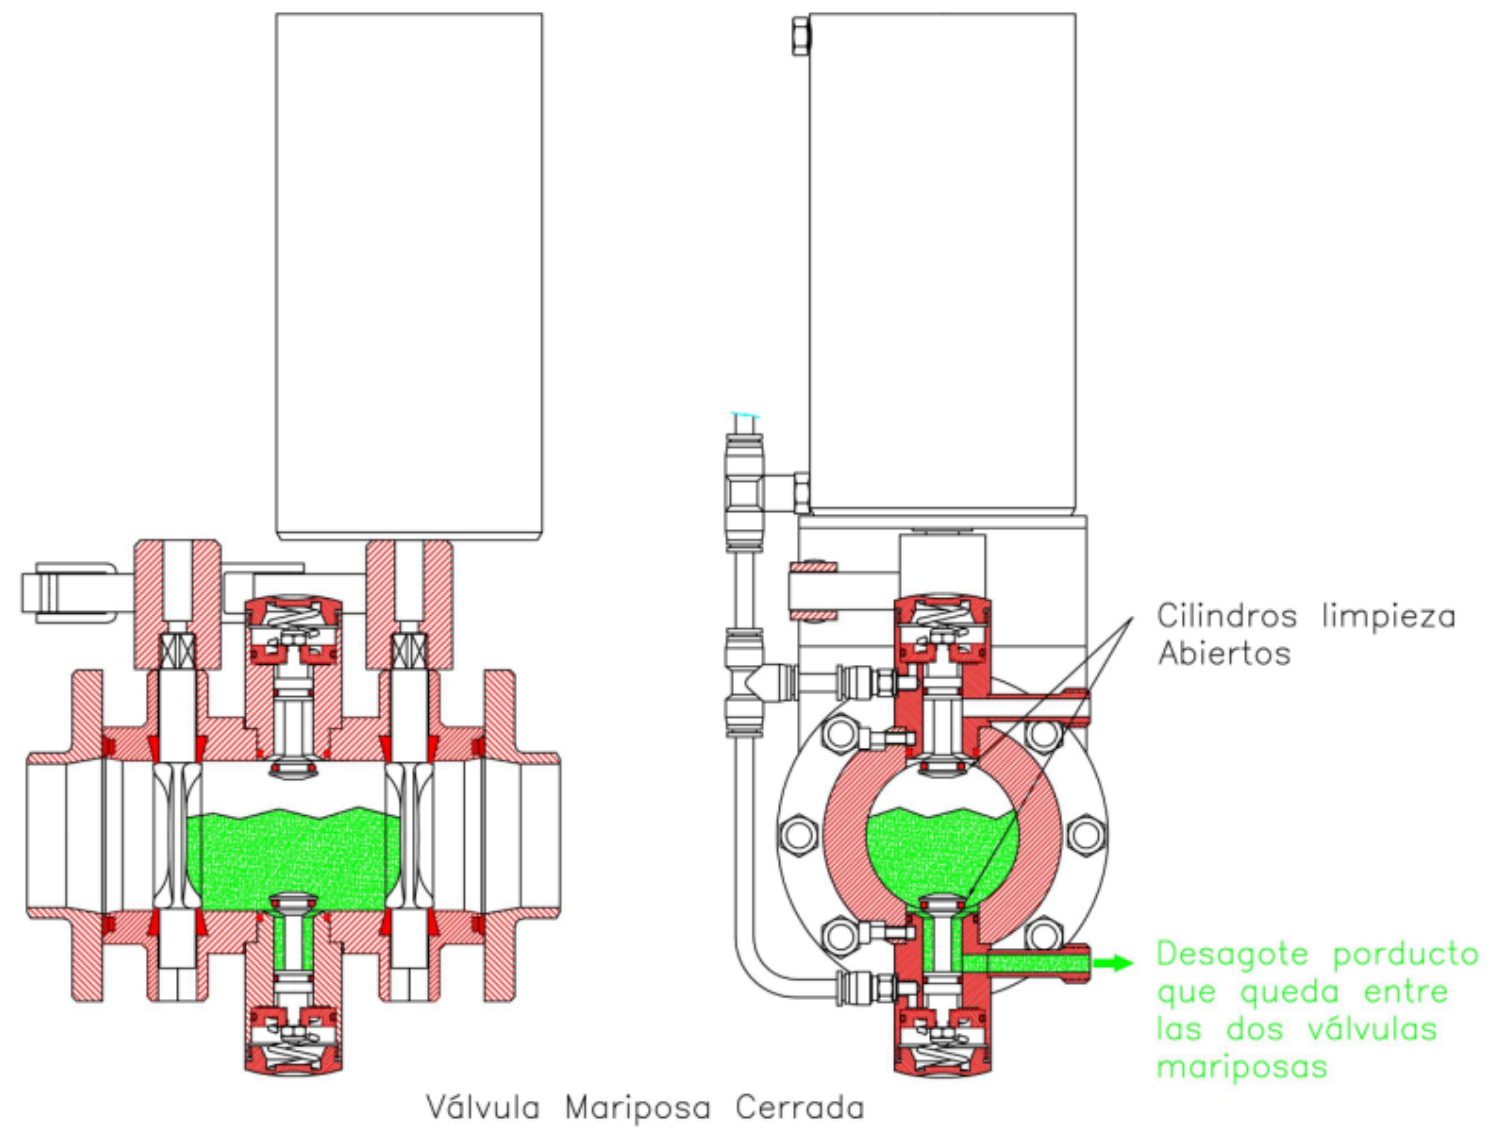 Cilindros limpieza
Abiertos
Desagote porducto
que queda entre
las dos válvulas
mariposas
Válvula Mariposa Cerrada